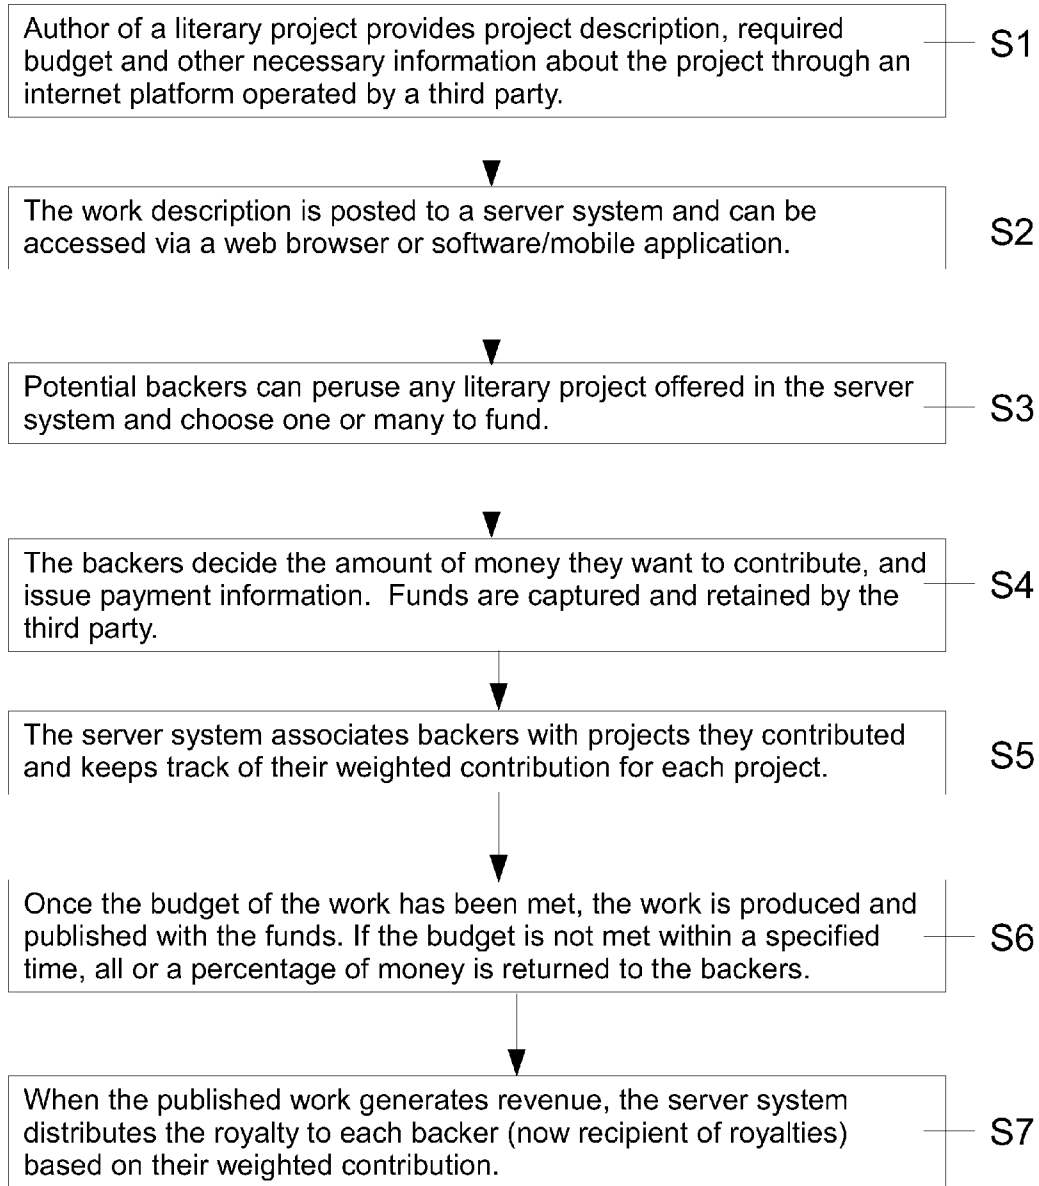 Author of a literary project provides project description, required
budget and other necessary information about the project through an
internet platform operated by a third party.
S1
The work description is posted to a server system and can be
accessed via a web browser or software/mobile application.
S2
Potential backers can peruse any literary project offered in the server
system and choose one or many to fund.
S3
The backers decide the amount of money they want to contribute, and
issue payment information.  Funds are captured and retained by the
third party.
S4
The server system associates backers with projects they contributed
and keeps track of their weighted contribution for each project.
S5
Once the budget of the work has been met, the work is produced and
published with the funds. If the budget is not met within a specified
time, all or a percentage of money is returned to the backers.
S6
When the published work generates revenue, the server system
distributes the royalty to each backer (now recipient of royalties)
based on their weighted contribution.
S7